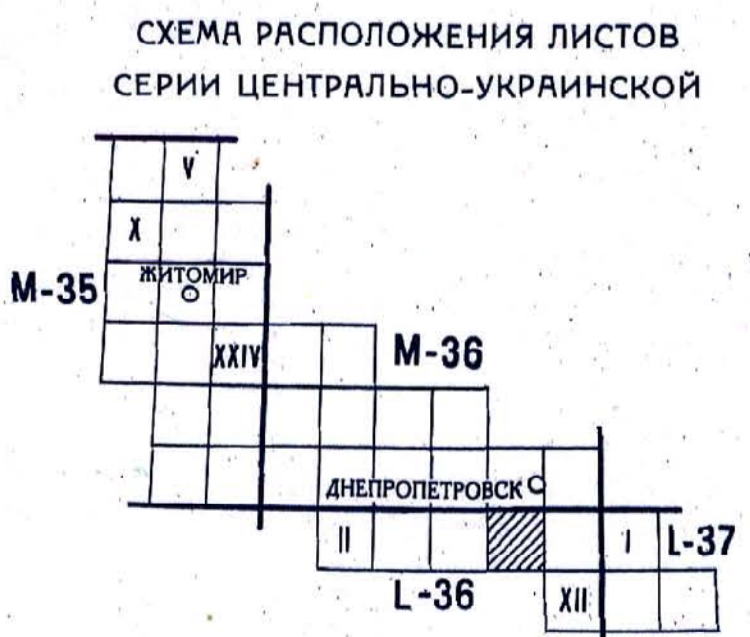 СХЕМА РАСПОЛОЖЕНИЯ ЛИСТОВ
СЕРИИ ЦЕНТРАЛЬНО-УКРАИНСКОЙ
V
X
M-35
ЖИТОМИР
XXIV
M-36
ДНЕПРОПЕТРОВСК
II
I
L-37
L-36
XII